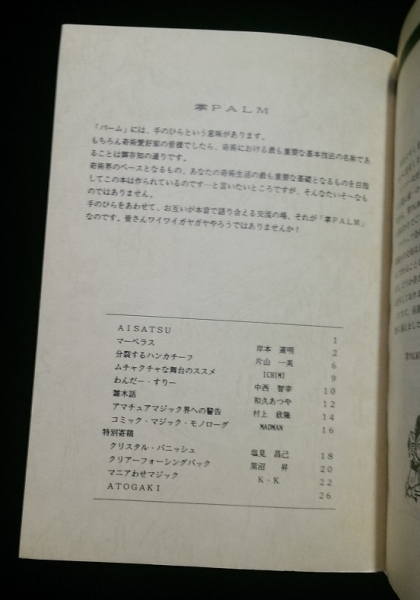 掌PALM
「パーム」には、手のひらという意味があります。
もちろん奇術愛好家の皆様でしたら、奇術における最も重要な基本技法の名称であ
ることは御存知の通りです。
奇術界のベースとなるもの、あなたの奇術生活の最も重要な基礎となるものを目指
してこの本は作られているのです…と言いたいところですが、そんなたいそ～なも
のではありません。
手のひらをあわせて、お互いが本音で語り合える交流の場、それが「掌PALM」
なのです。皆さんワイワイガヤガヤやろうではありませんか！
AISATSU 1
マーベラス 岸本 道明 2
分裂するハンカチーフ 片山 一英 6
ムチャクチャな舞台のススメ ICHIMI 9
わんだー・すりー 中西 智幸 10
雑木話 和久あつや 12
アマチュアマジック界への警告 村上 欣隆 14
コミック・マジック・モノローグ MADMAN 16
特別寄稿
クリスタル・バニッシュ 塩見 昌己 18
クリアーフォーシングパック 黒沼 昇 20
マニアわせマジック K・K 22
ATOGAKI 26